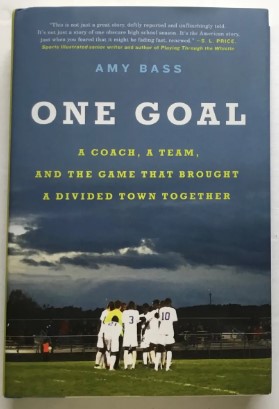 "This is not just a great story, deftly reported and unflinchingly told.
It's not just a story of one obscure high school season. It's the American story,
just when you feared that it might be fading last, renewed." —S. L. PRICE,
Sports Illustrated senior writer and author of Playing Through the Whistle
AMY BASS
ONE GOAL
A COACH, A TEAM,
AND THE GAME THAT BROUGHT
A DIVIDED TOWN TOGETHER
3
10